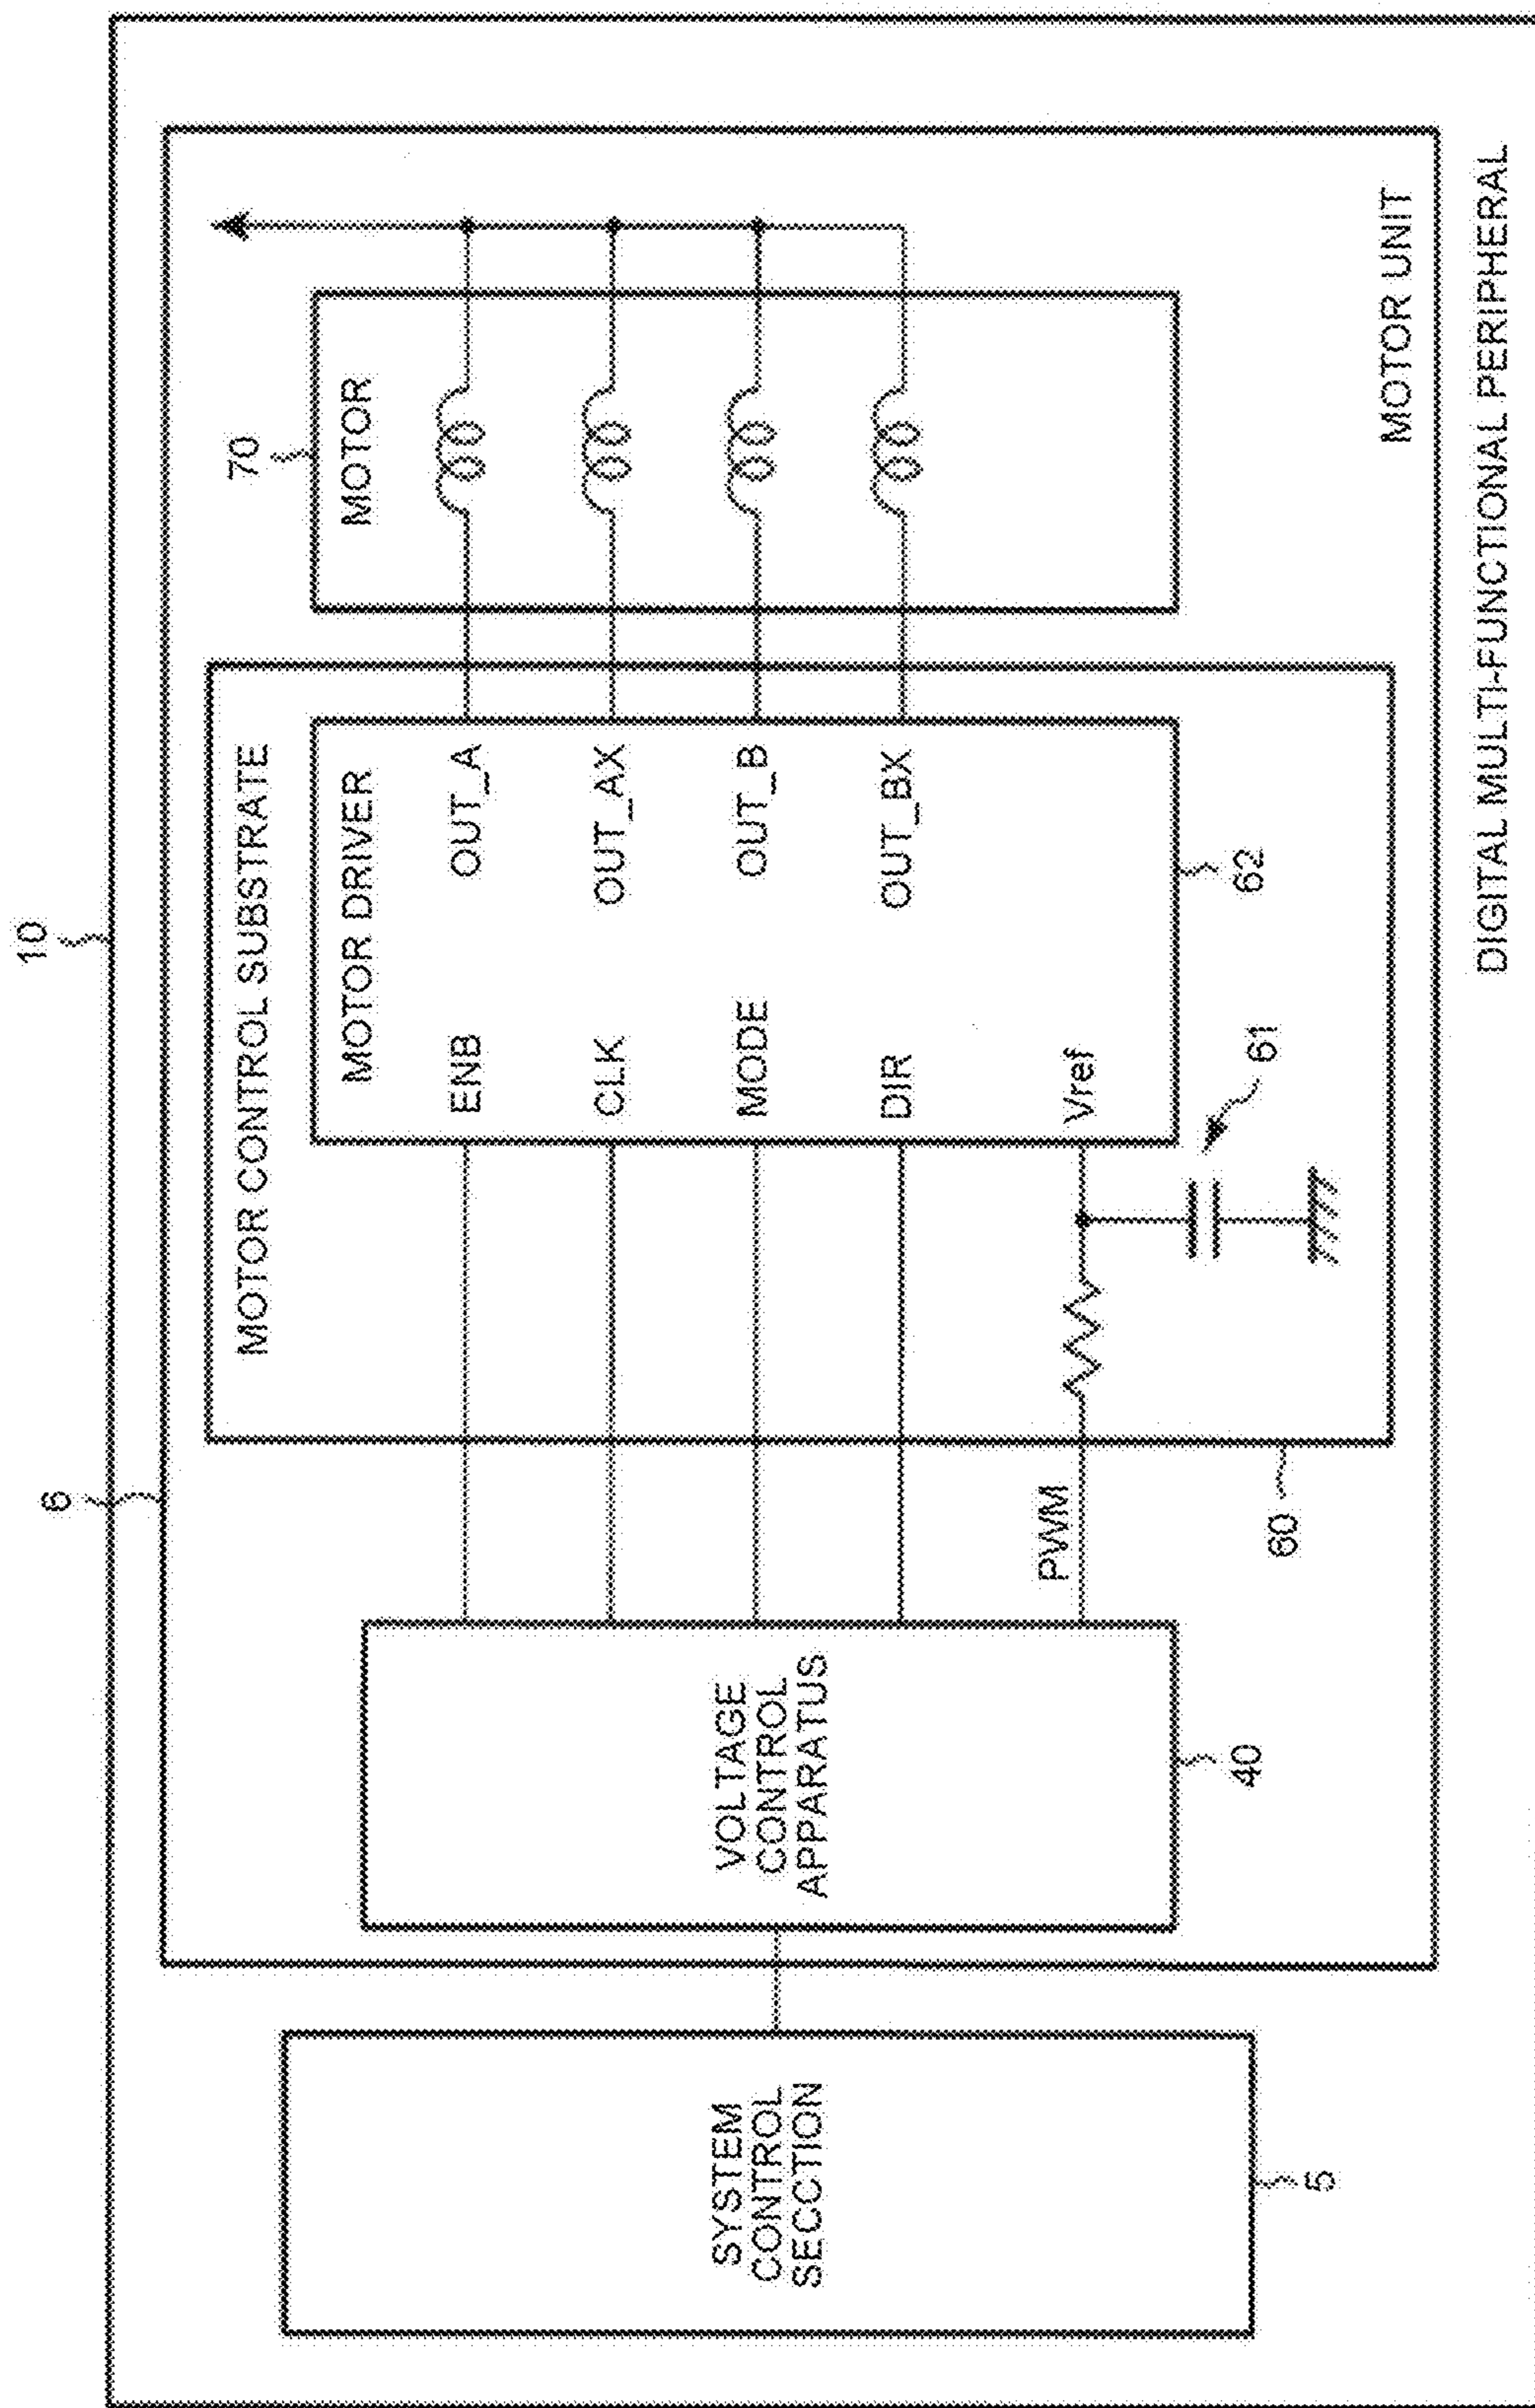 10
6
70
MOTOR CONTROL SUBSTRATE
MOTOR DRIVER
MOTOR
ENB
OUT_A
CLK
OUT_AX
VOLTAGE
CONTROL
APPARATUS
MODE
OUT_B
SYSTEM
CONTROL
SECCTION
DIR
OUT_BX
PWM
Vref
5
40
60
61
62
MOTOR UNIT
DIGITAL MULTI-FUNCTIONAL PERIPHERAL